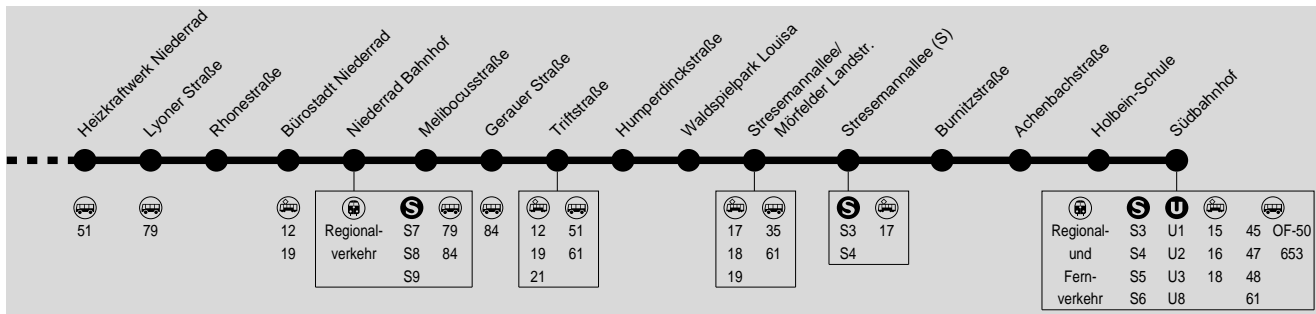 Heizkraftwerk Niederrad
Lyoner Straße
Rhonestraße
Bürostadt Niederrad
Niederrad Bahnhof
Melibocusstraße
Gerauer Straße
Triftstraße
Humperdinckstraße
Waldspielpark Louisa
Stresemannallee/
Mörfelder Landstr.
Stresemannallee (S)
Burnitzstraße
Achenbachstraße
Holbein-Schule
Südbahnhof
51
79
12
19
Regional-
verkehr
S
S7
S8
S9
79
84
84
12
19
21
51
61
17
18
19
35
61
S
S3
S4
17
Regional-
und
Fern-
verkehr
S
S3
S4
S5
S6
U
U1
U2
U3
U8
15
16
18
45
47
48
61
OF-50
653